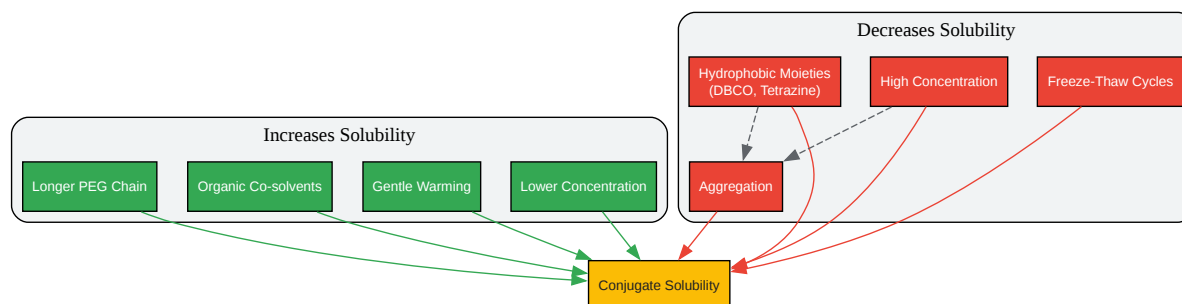 Decreases Solubility
Hydrophobic Moieties
(DBCO, Tetrazine)
High Concentration
Freeze-Thaw Cycles
Increases Solubility
Longer PEG Chain
Organic Co-solvents
Gentle Warming
Lower Concentration
Aggregation
Conjugate Solubility